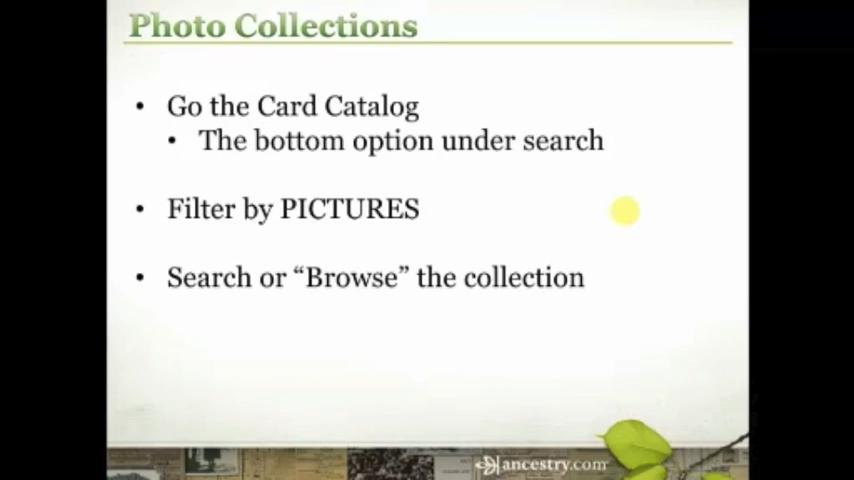 Photo Collections
• Go the Card Catalog
• The bottom option under search
• Filter by PICTURES
• Search or “Browse” the collection
ancestry.com